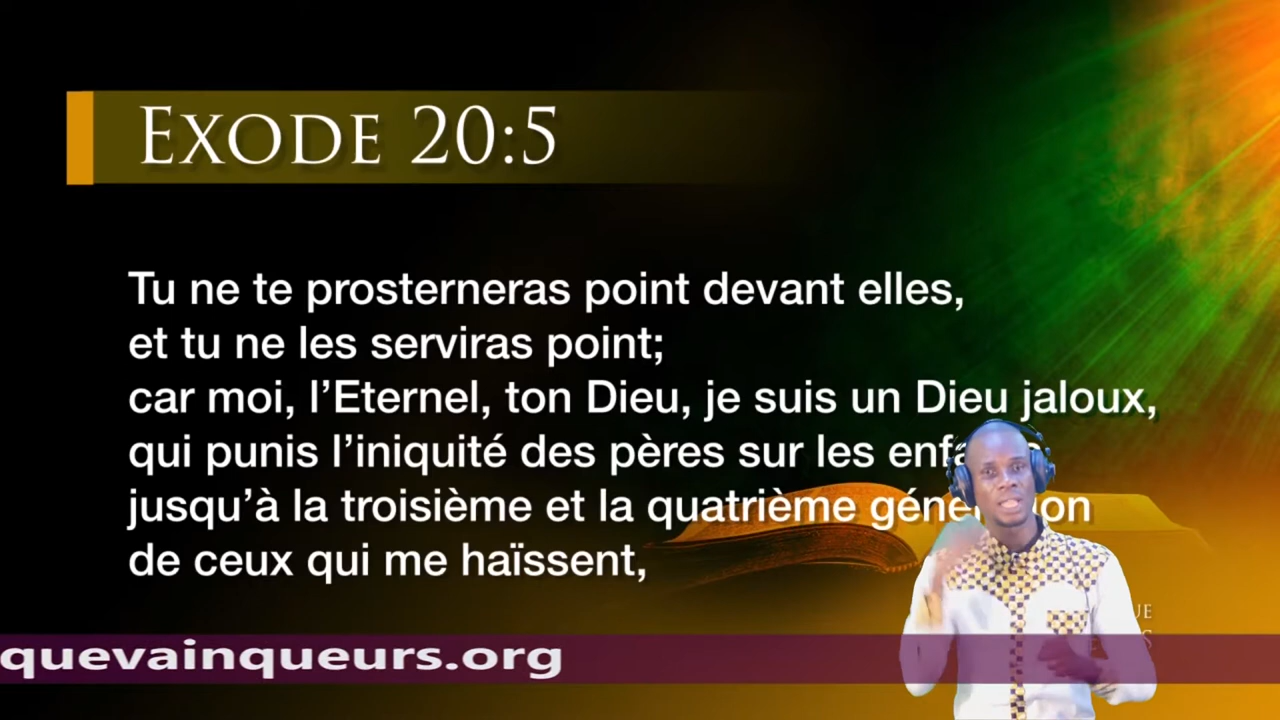 EXODE 20:5
Tu ne te prosterneras point devant elles,
et tu ne les serviras point;
car moi, l’Eternel, ton Dieu, je suis un Dieu jaloux,
qui punis l’iniquité des pères sur les
jusqu’à la troisième et la quatrième
de ceux qui me haïssent,
quevainqueurs.org